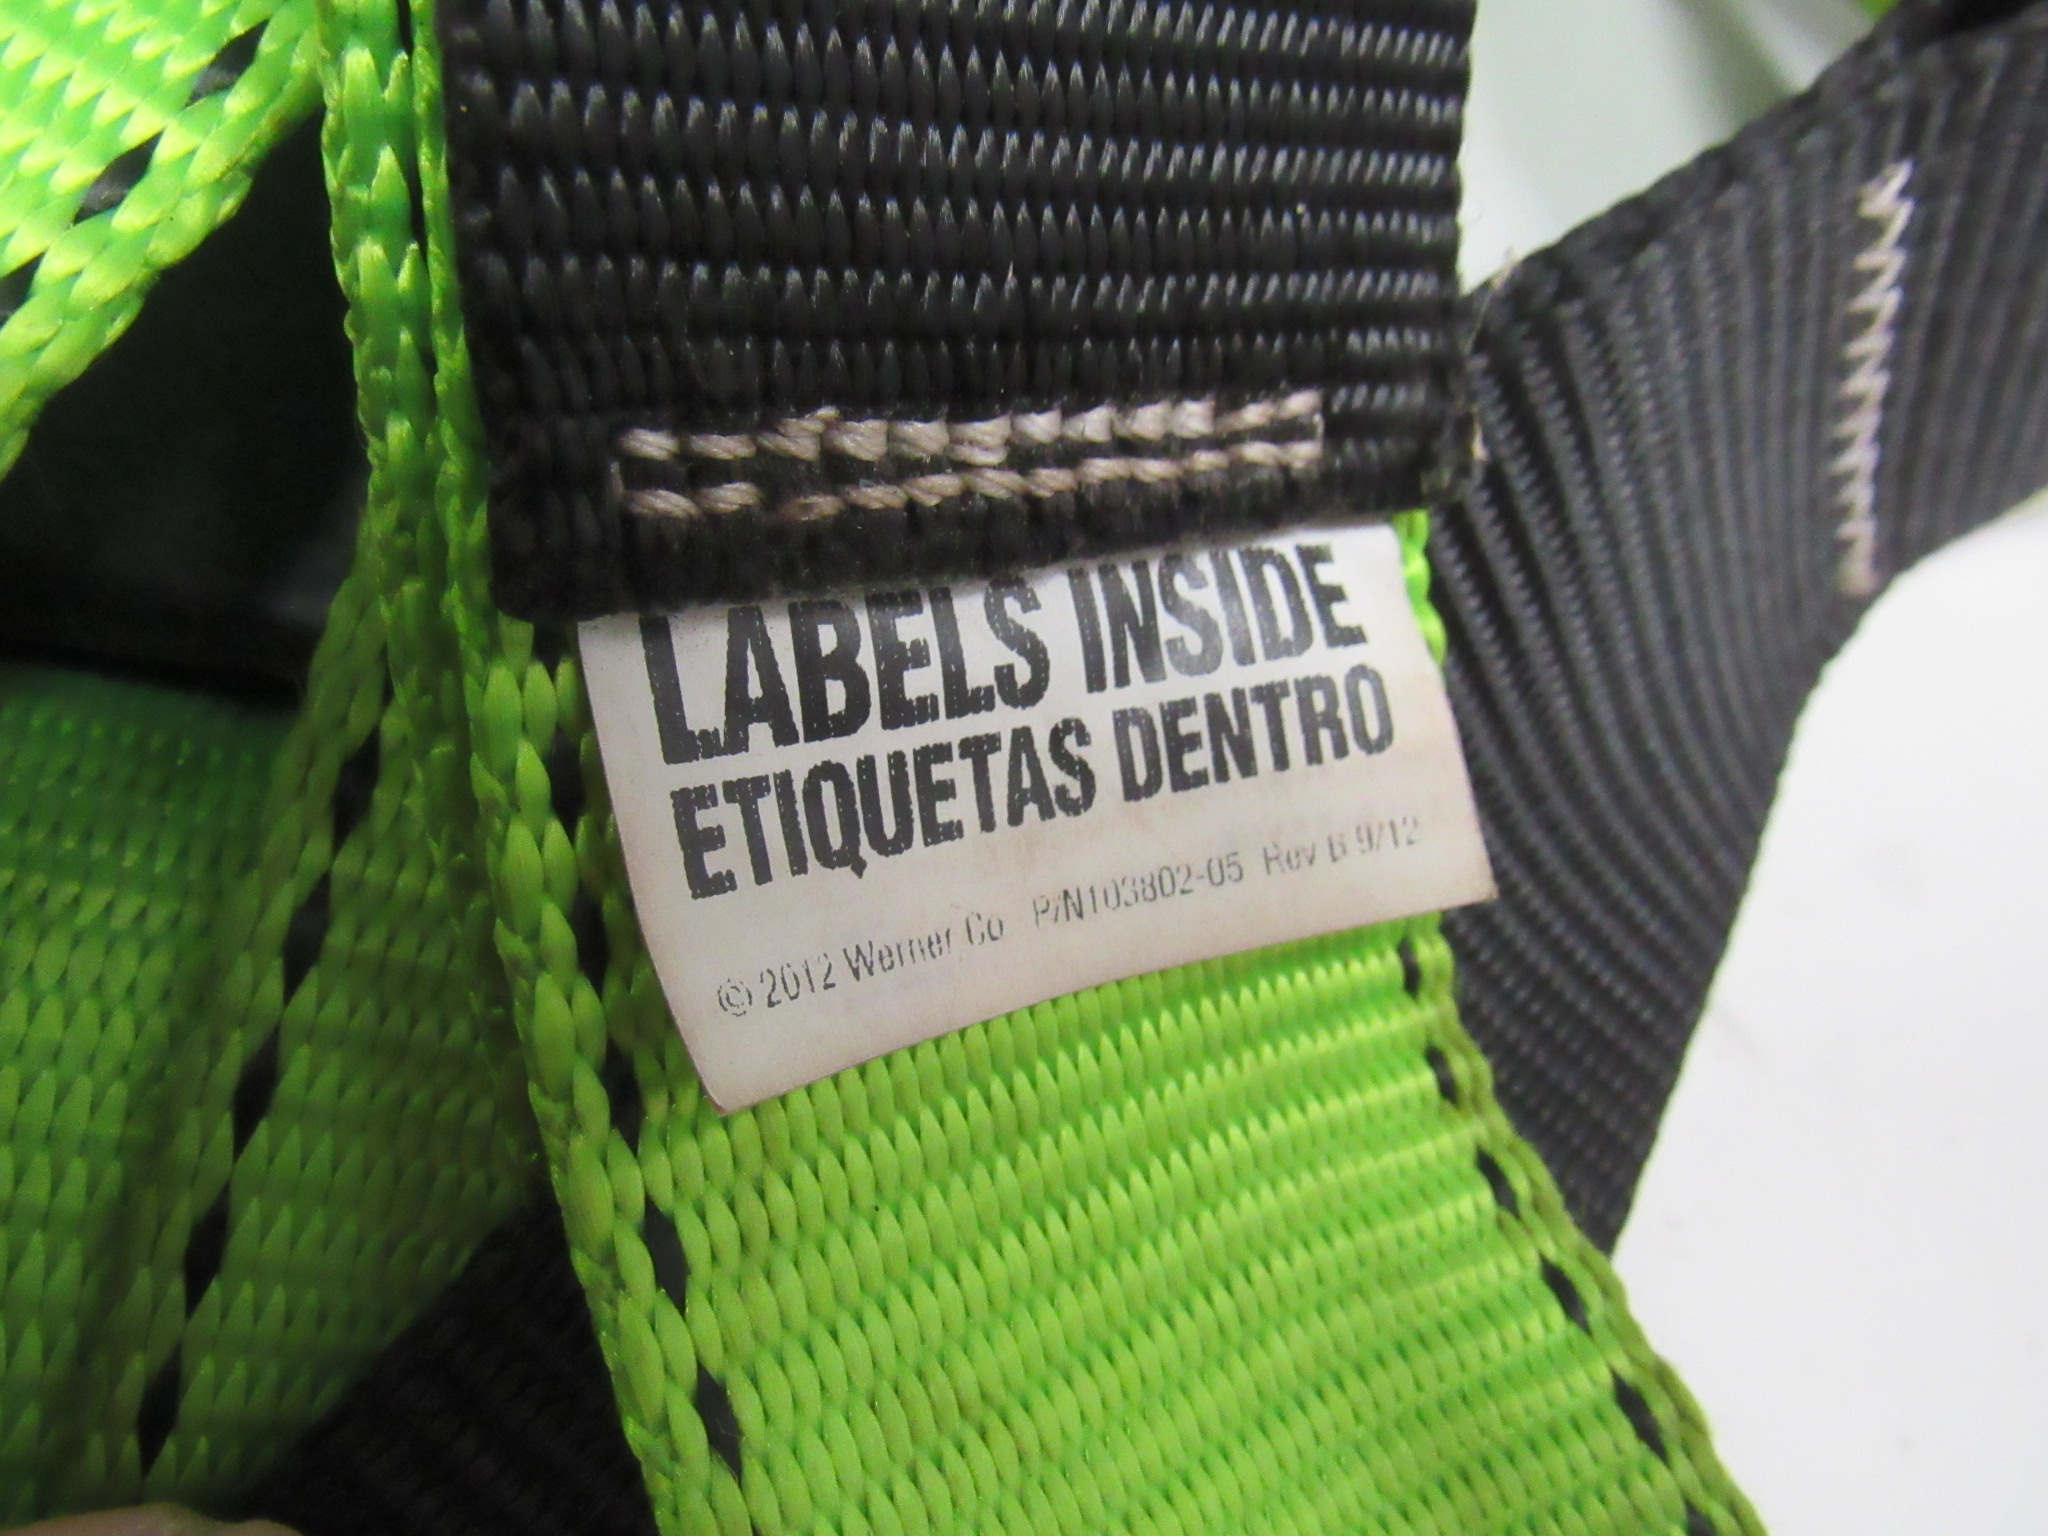 LABELS INSIDE
ETIQUETAS DENTRO
© 2012 Werner Co P/N103802-05 Rev B 9/12